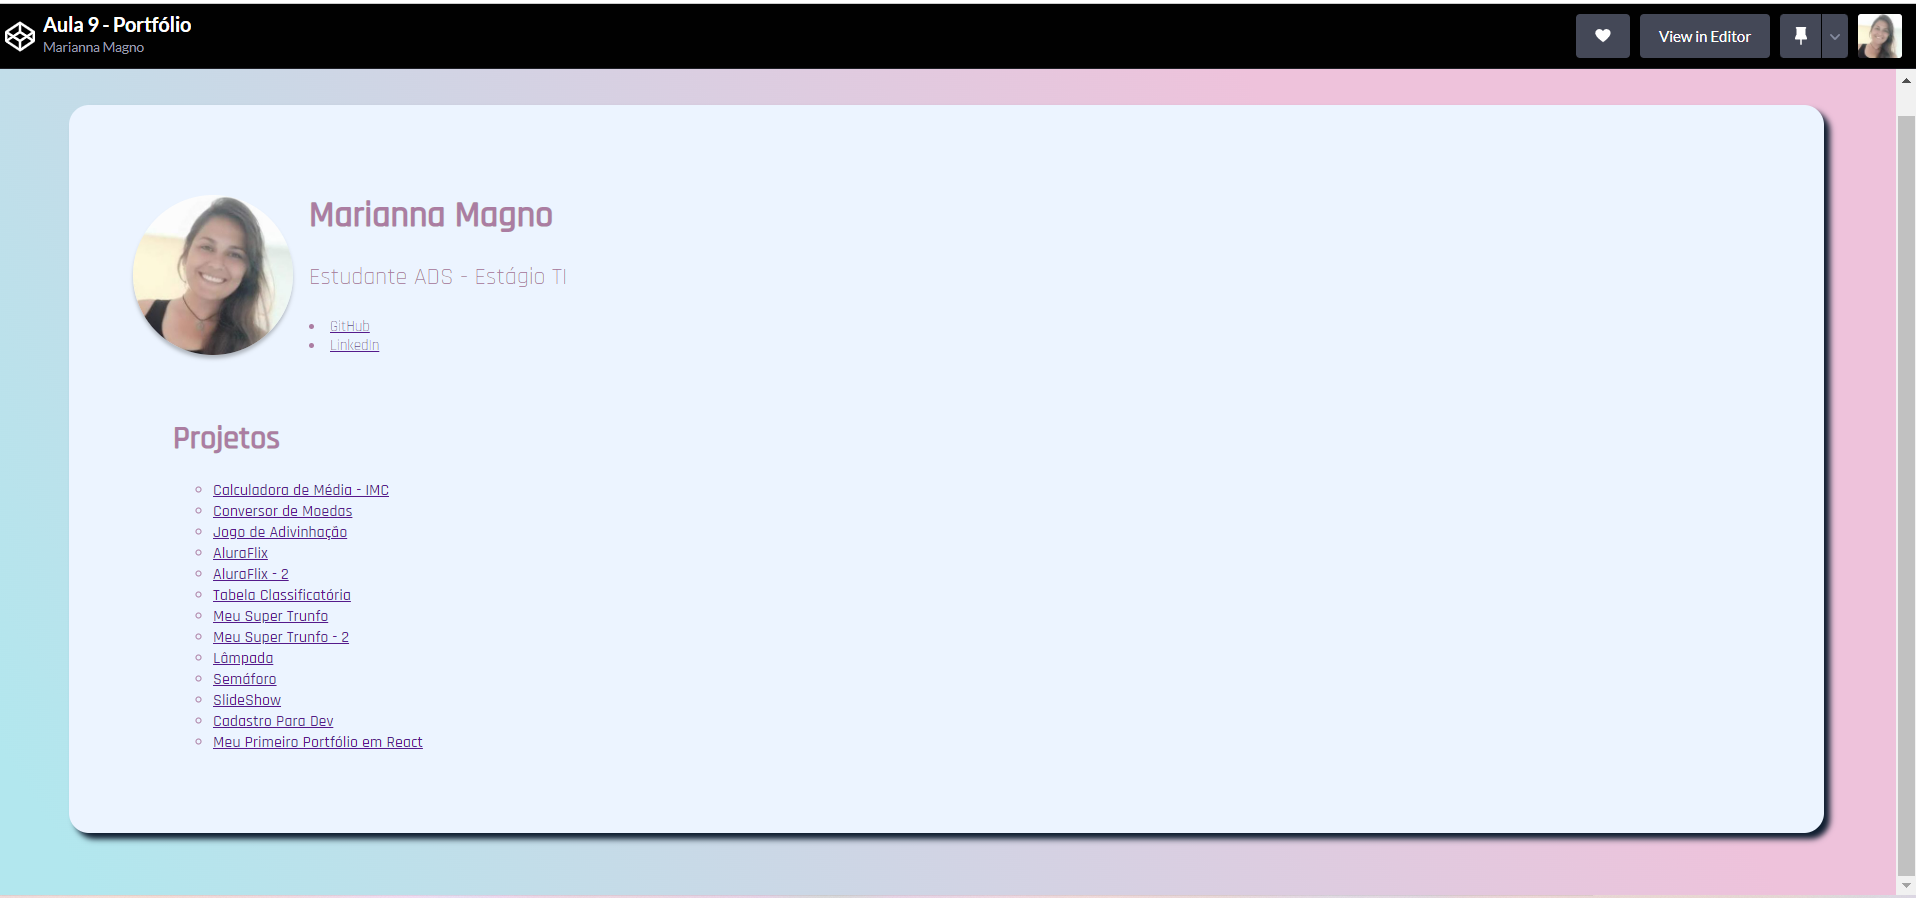 Aula 9 - Portfólio
Marianna Magno
View in Editor
Marianna Magno
Estudante ADS - Estágio TI
GitHub
Linkedin
Projetos
Calculadora de Média - IMC
Conversor de Moedas
Jogo de Adivinhação
AluraFlix
AluraFlix - 2
Tabela Classificatória
Meu Super Trunfo
Meu Super Trunfo - 2
Lâmpada
Semáforo
SlideShow
Cadastro Para Dev
Meu Primeiro Portfólio em React